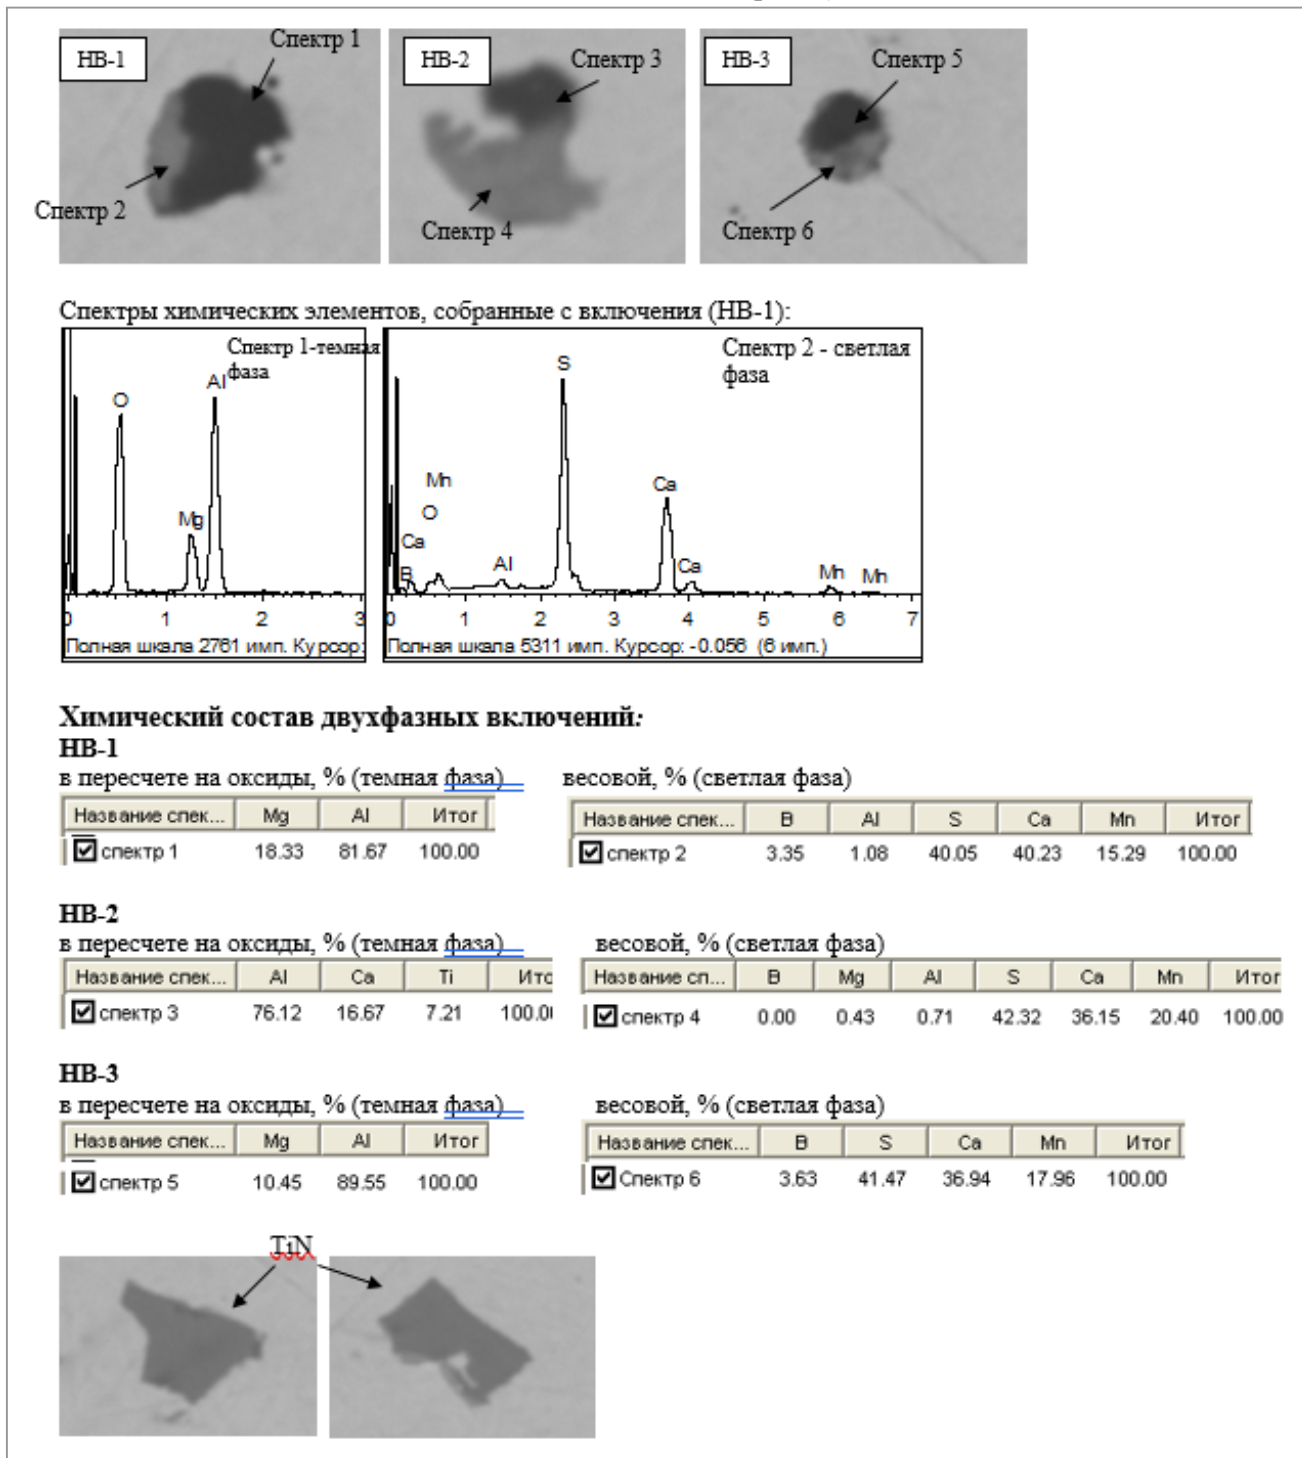 НВ-1
Спектр 1
Спектр 2
НВ-2
Спектр 3
Спектр 4
НВ-3
Спектр 5
Спектр 6
Спектры химических элементов, собранные с включения (НВ-1):
Спектр 1-темная
фаза
O
Mg
Al
0 1 2 3
Полная шкала 2761 имп. Курсор:
Спектр 2 - светлая
фаза
S
Mn
O
Ca
B
Al
Ca
Ca
Mn
Mn
0 1 2 3 4 5 6 7
Полная шкала 5311 имп. Курсор: -0.056 (6 имп.)
Химический состав двухфазных включений:
НВ-1
в пересчете на оксиды, % (темная фаза)
Название спек... Mg Al Итог
спектр 1 18.33 81.67 100.00
весовой, % (светлая фаза)
Название спек... B Al S Ca Mn Итог
спектр 2 3.35 1.08 40.05 40.23 15.29 100.00
НВ-2
в пересчете на оксиды, % (темная фаза)
Название спек... Al Ca Ti Итс
спектр 3 76.12 16.67 7.21 100.0
весовой, % (светлая фаза)
Название сп... B Mg Al S Ca Mn Итог
спектр 4 0.00 0.43 0.71 42.32 36.15 20.40 100.00
НВ-3
в пересчете на оксиды, % (темная фаза)
Название спек... Mg Al Итог
спектр 5 10.45 89.55 100.00
весовой, % (светлая фаза)
Название спек... B S Ca Mn Итог
Спектр 6 3.63 41.47 36.94 17.96 100.00
TiN